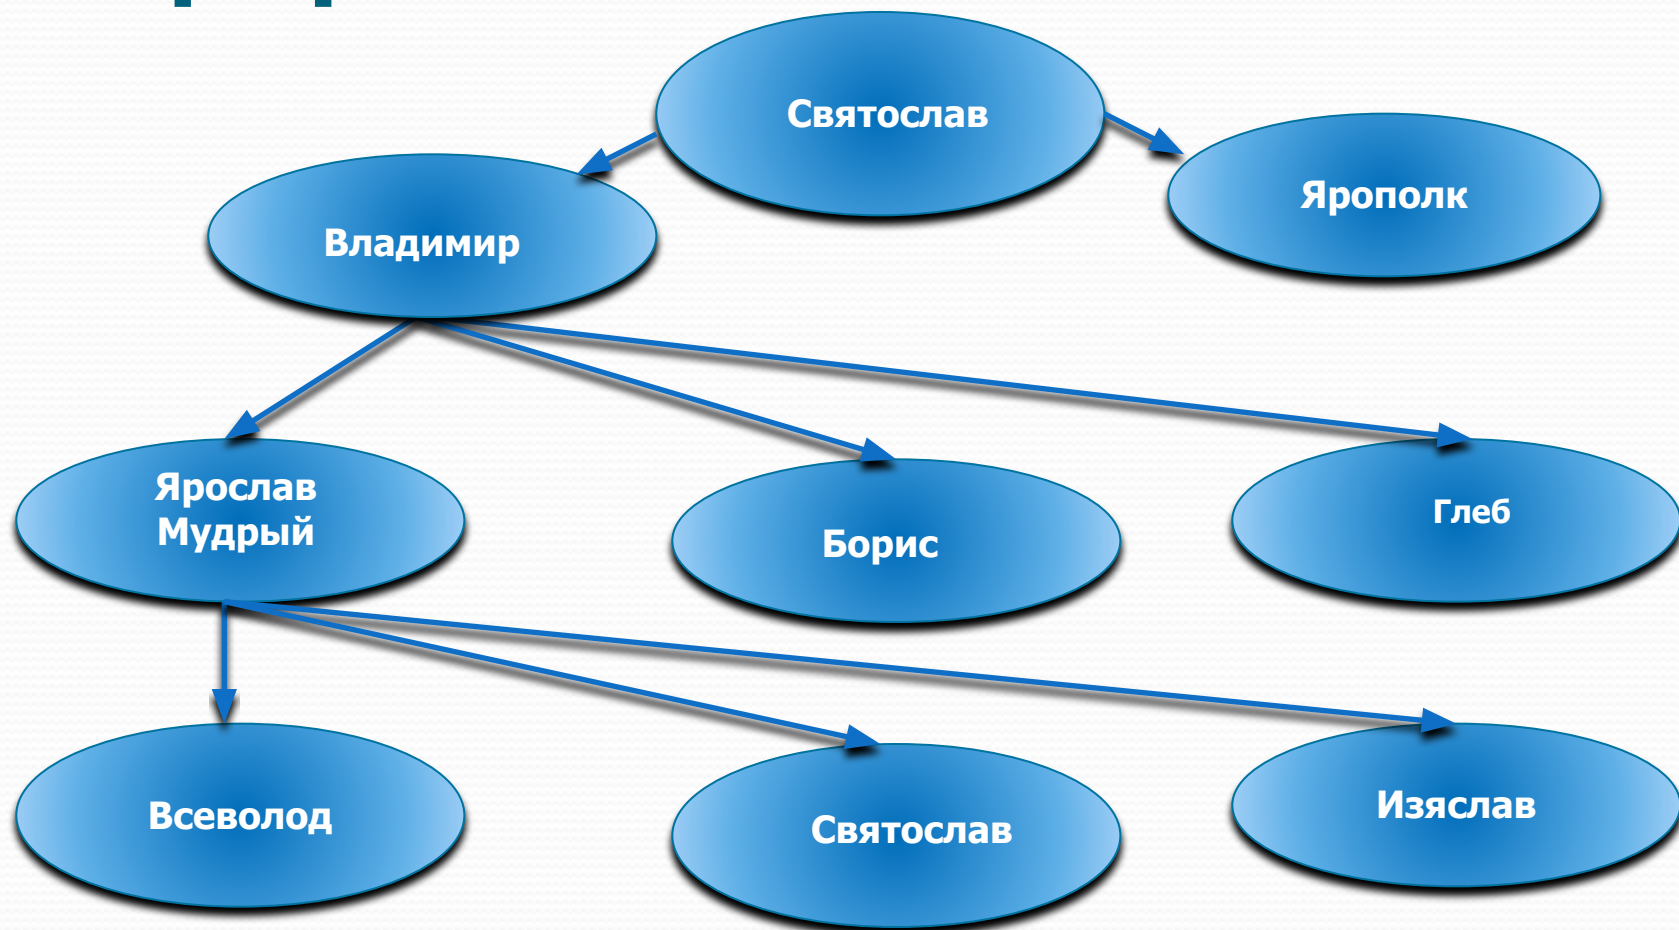 Святослав
Ярополк
Владимир
Ярослав
Мудрый
Борис
Глеб
Всеволод
Святослав
Изяслав